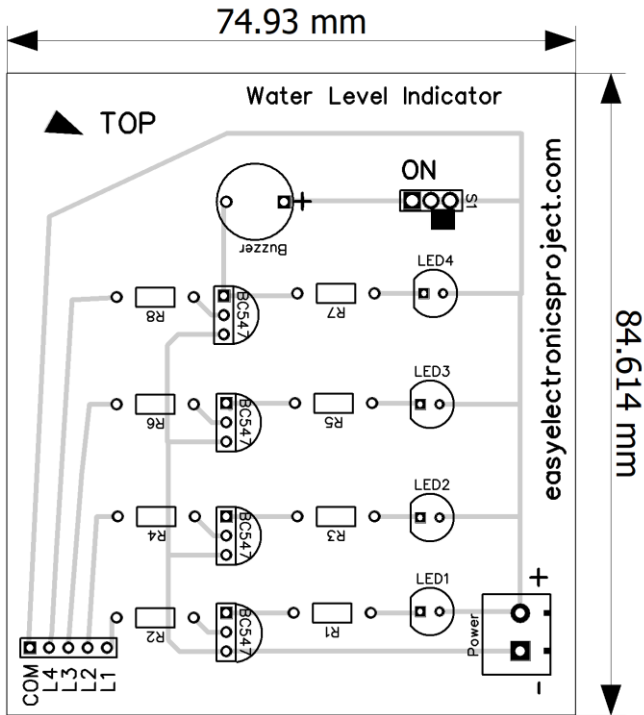 74.93 mm
Water Level Indicator
TOP
ON
S1
+
Buzzer
LED4
BC547
R8
R7
LED3
BC547
R6
R5
LED2
BC547
R4
R3
LED1
BC547
R2
R1
Power
+
-
COM
L4
L3
L2
L1
easyelectronicsproject.com
84.614 mm